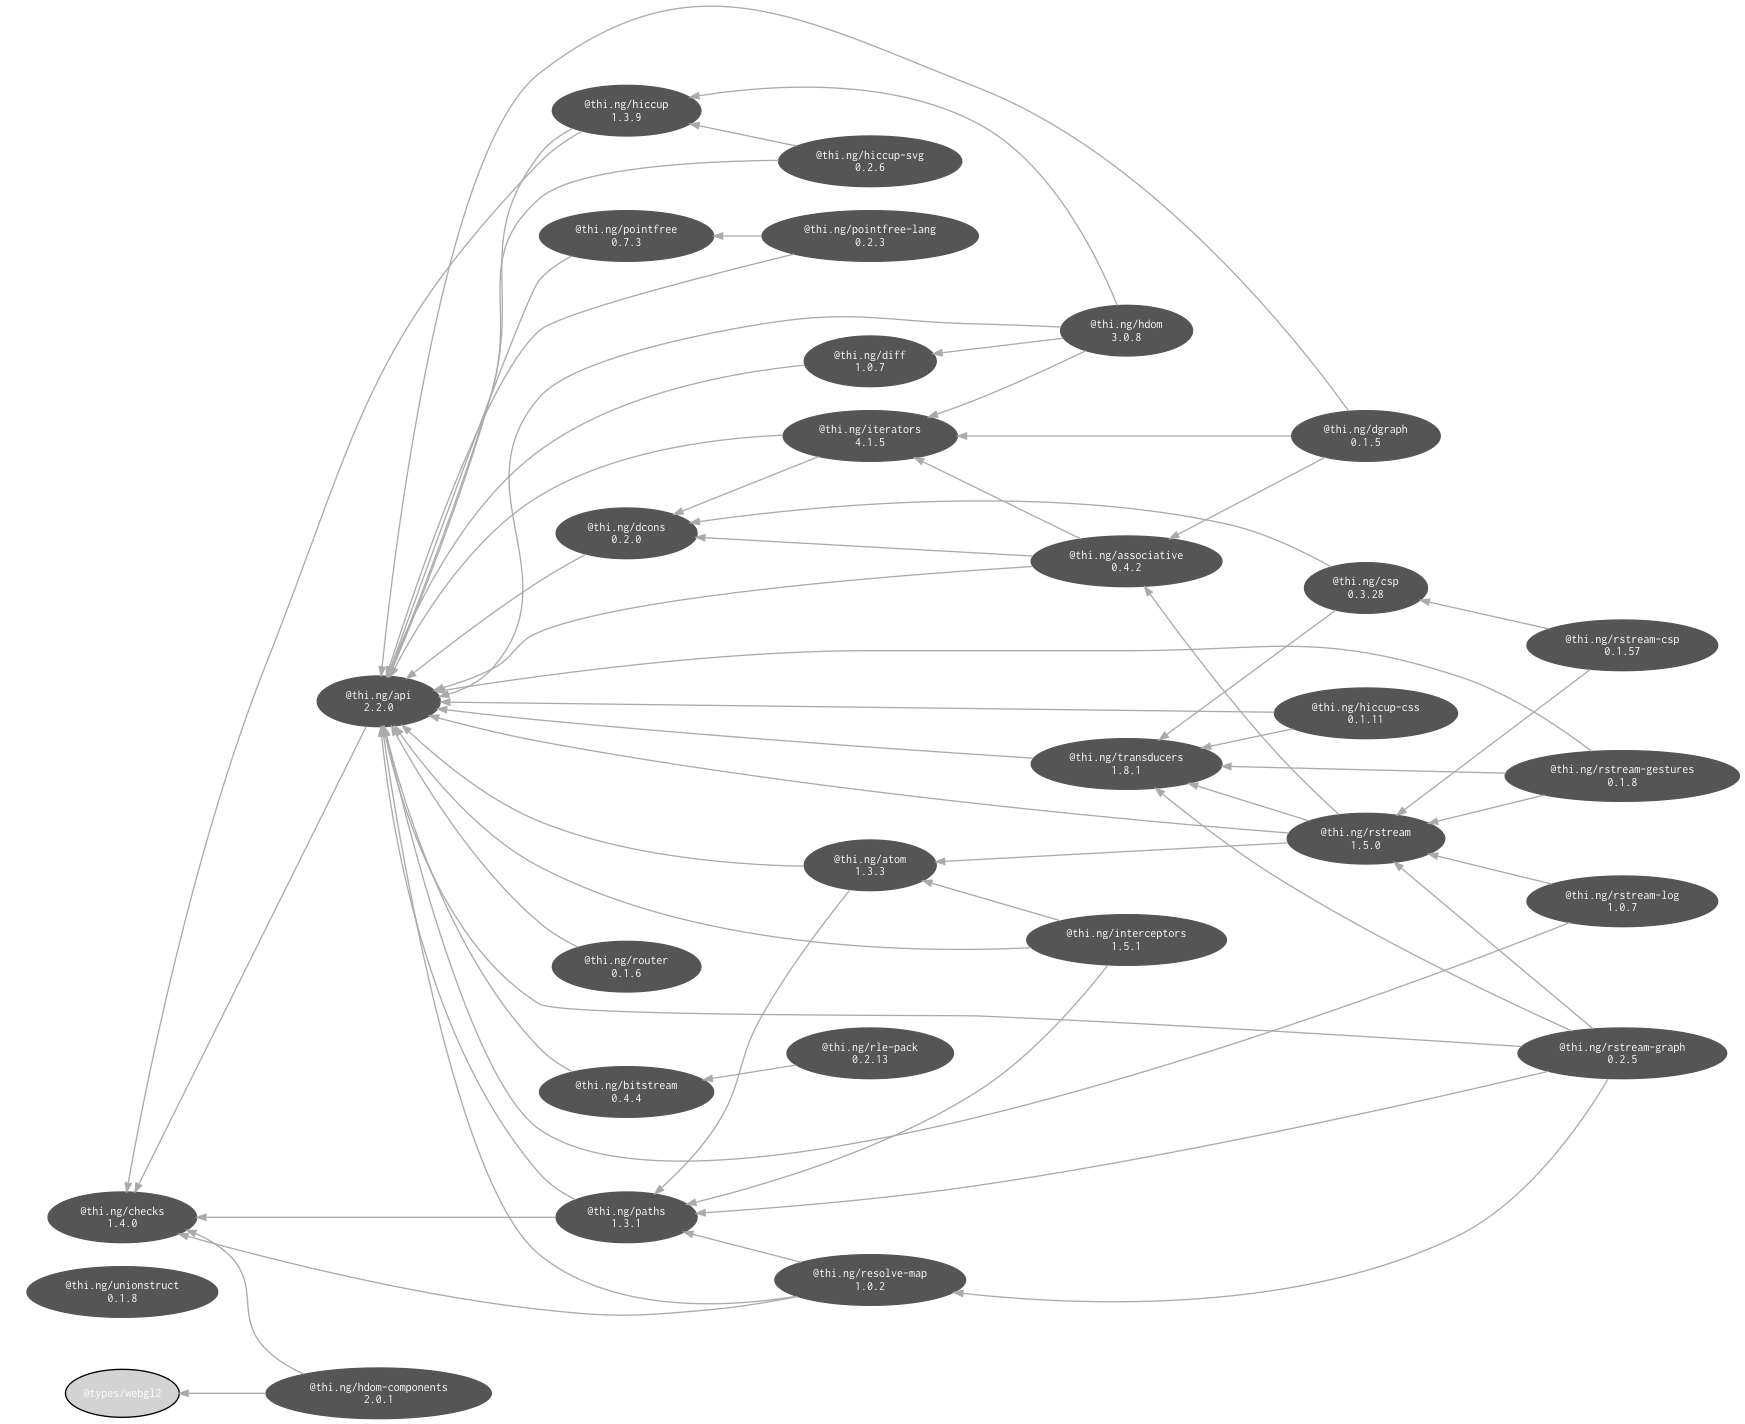 @thi.ng/hiccup
1.3.9
@thi.ng/hiccup-svg
0.2.6
@thi.ng/pointfree
0.7.3
@thi.ng/pointfree-lang
0.2.3
@thi.ng/hdom
3.0.8
@thi.ng/diff
1.0.7
@thi.ng/iterators
4.1.5
@thi.ng/dgraph
0.1.5
@thi.ng/dcons
0.2.0
@thi.ng/associative
0.4.2
@thi.ng/csp
0.3.28
@thi.ng/rstream-csp
0.1.57
@thi.ng/api
2.2.0
@thi.ng/hiccup-css
0.1.11
@thi.ng/transducers
1.8.1
@thi.ng/rstream-gestures
0.1.8
@thi.ng/rstream
1.5.0
@thi.ng/atom
1.3.3
@thi.ng/rstream-log
1.0.7
@thi.ng/interceptors
1.5.1
@thi.ng/router
0.1.6
@thi.ng/rle-pack
0.2.13
@thi.ng/rstream-graph
0.2.5
@thi.ng/bitstream
0.4.4
@thi.ng/checks
1.4.0
@thi.ng/paths
1.3.1
@thi.ng/resolve-map
1.0.2
@thi.ng/unionstruct
0.1.8
@types/webgl2
@thi.ng/hdom-components
2.0.1